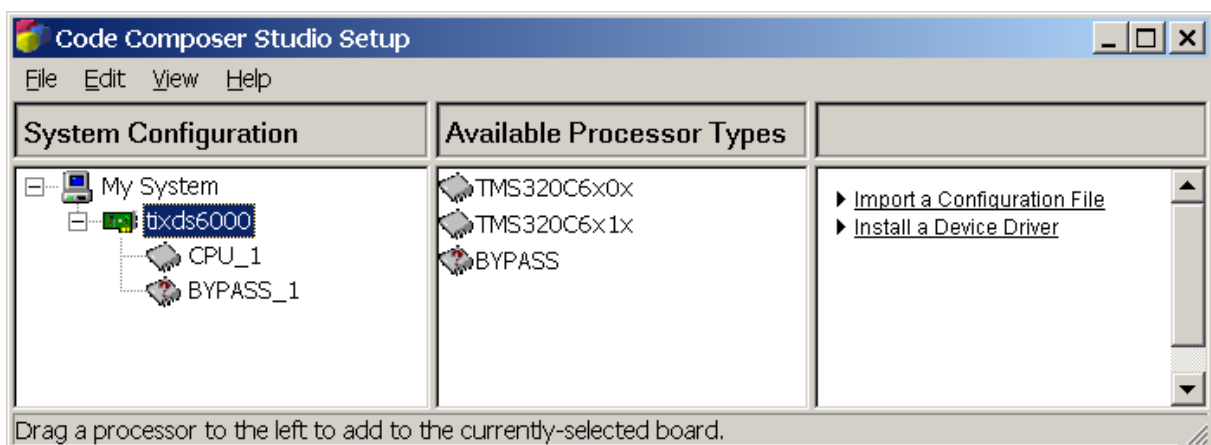 Code Composer Studio Setup
File Edit View Help
System Configuration
Available Processor Types
My System
tixds6000
CPU_1
BYPASS_1
TMS320C6x0x
TMS320C6x1x
BYPASS
Import a Configuration File
Install a Device Driver
Drag a processor to the left to add to the currently-selected board.